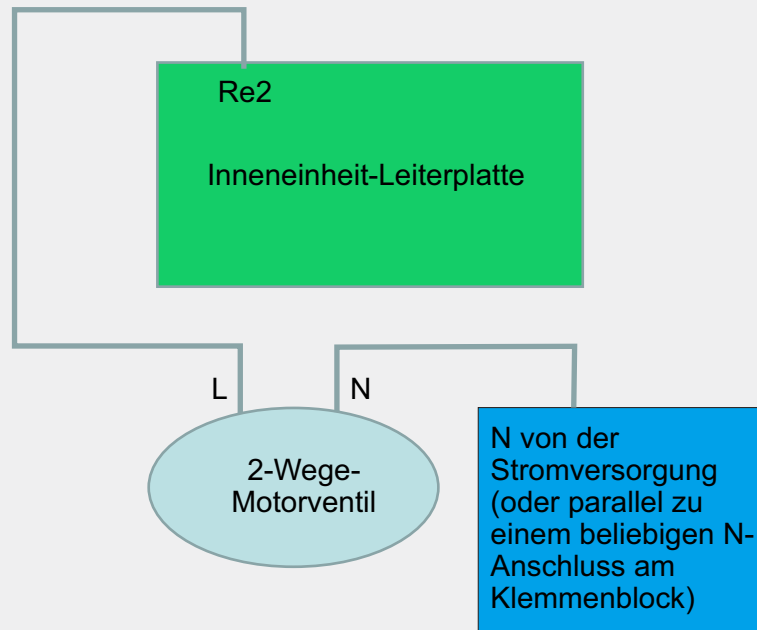 Re2
Inneneinheit-Leiterplatte
L
N
2-Wege-
Motorventil
N von der
Stromversorgung
(oder parallel zu
einem beliebigen N-
Anschluss am
Klemmenblock)